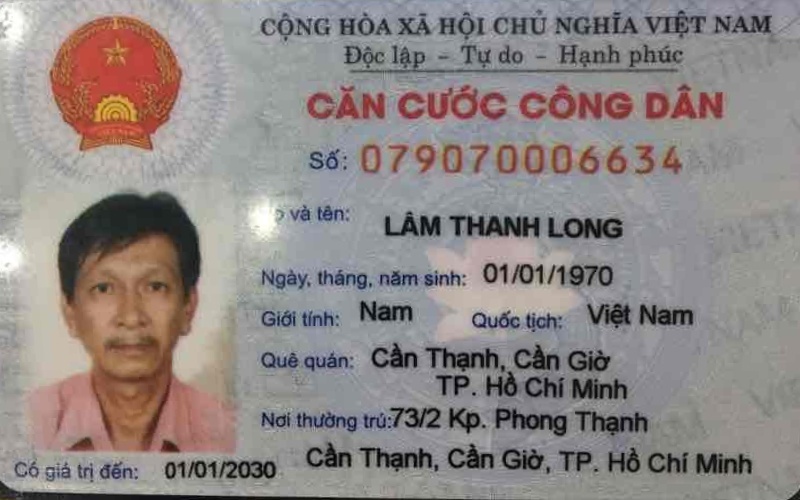 CỘNG HÒA XÃ HỘI CHỦ NGHĨA VIỆT NAM
Độc lập - Tự do - Hạnh phúc
CĂN CƯỚC CÔNG DÂN
Số: 079070006634
và tên: LÂM THANH LONG
Ngày, tháng, năm sinh: 01/01/1970
Giới tính: Nam Quốc tịch: Việt Nam
Quê quán: Cần Thạnh, Cần Giờ
TP. Hồ Chí Minh
Nơi thường trú: 73/2 Kp. Phong Thạnh
Cần Thạnh, Cần Giờ, TP. Hồ Chí Minh
Có giá trị đến: 01/01/2030